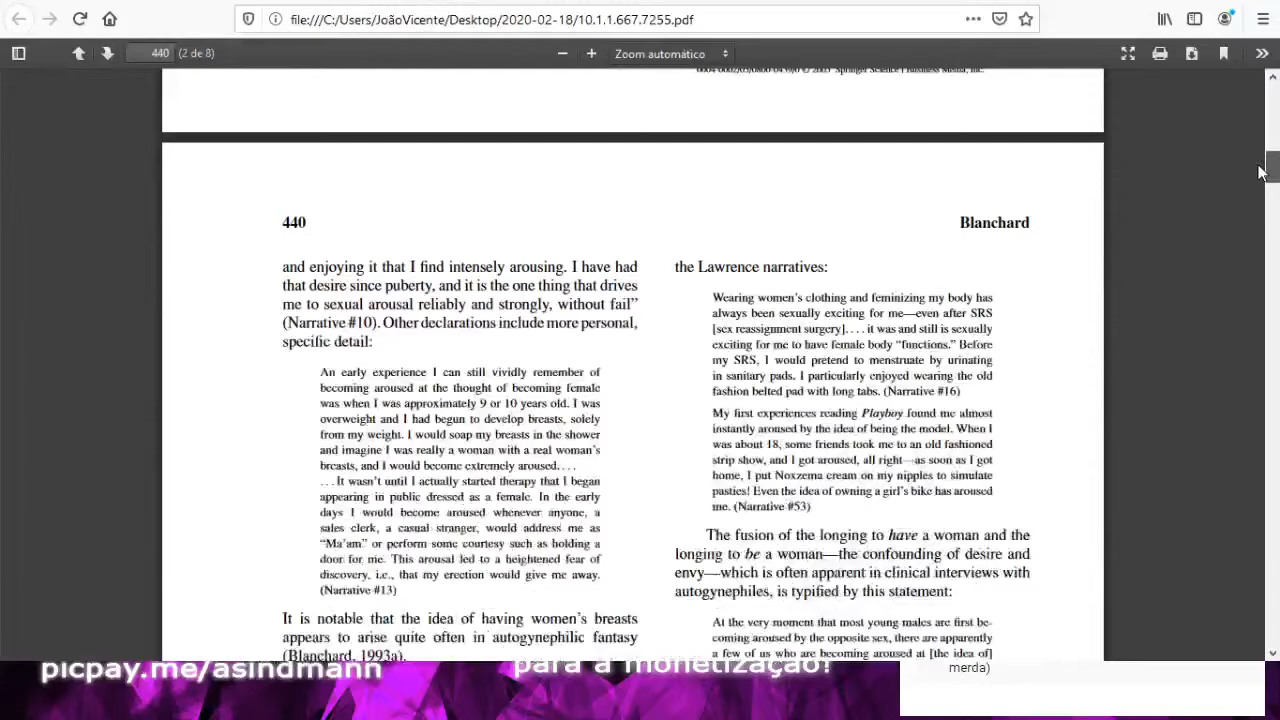 file:///C:/Users/JoãoVicente/Desktop/2020-02-18/10.1.1.667.7255.pdf
440 (2 de 8)
Zoom automático
0004-0002/05/0800-0439/0 © 2005 Springer Science+Business Media, Inc.
440
Blanchard
and enjoying it that I find intensely arousing. I have had
that desire since puberty, and it is the one thing that drives
me to sexual arousal reliably and strongly, without fail”
(Narrative #10). Other declarations include more personal,
specific detail:
An early experience I can still vividly remember of
becoming aroused at the thought of becoming female
was when I was approximately 9 or 10 years old. I was
overweight and I had begun to develop breasts, solely
from my weight. I would soap my breasts in the shower
and imagine I was really a woman with a real woman’s
breasts, and I would become extremely aroused. . . .
. . . It wasn’t until I actually started therapy that I began
appearing in public dressed as a female. In the early
days I would become aroused whenever anyone, a
sales clerk, a casual stranger, would address me as
“Ma’am” or perform some courtesy such as holding a
door for me. This arousal led to a heightened fear of
discovery, i.e., that my erection would give me away.
(Narrative #13)
It is notable that the idea of having women’s breasts
appears to arise quite often in autogynephilic fantasy
(Blanchard, 1993a).
the Lawrence narratives:
Wearing women’s clothing and feminizing my body has
always been sexually exciting for me—even after SRS
[sex reassignment surgery]. . . . it was and still is sexually
exciting for me to have female body “functions.” Before
my SRS, I would pretend to menstruate by urinating
in sanitary pads. I particularly enjoyed wearing the old
fashion belted pad with long tabs. (Narrative #16)
My first experiences reading Playboy found me almost
instantly aroused by the idea of being the model. When I
was about 18, some friends took me to an old fashioned
strip show, and I got aroused, all right—as soon as I got
home, I put Noxzema cream on my nipples to simulate
pasties! Even the idea of owning a girl’s bike has aroused
me. (Narrative #53)
The fusion of the longing to have a woman and the
longing to be a woman—the confounding of desire and
envy—which is often apparent in clinical interviews with
autogynephiles, is typified by this statement:
At the very moment that most young males are first be-
coming aroused by the opposite sex, there are apparently
a few of us who are becoming aroused at [the idea of]
picpay.me/asindmann
para a monetização!
merda)